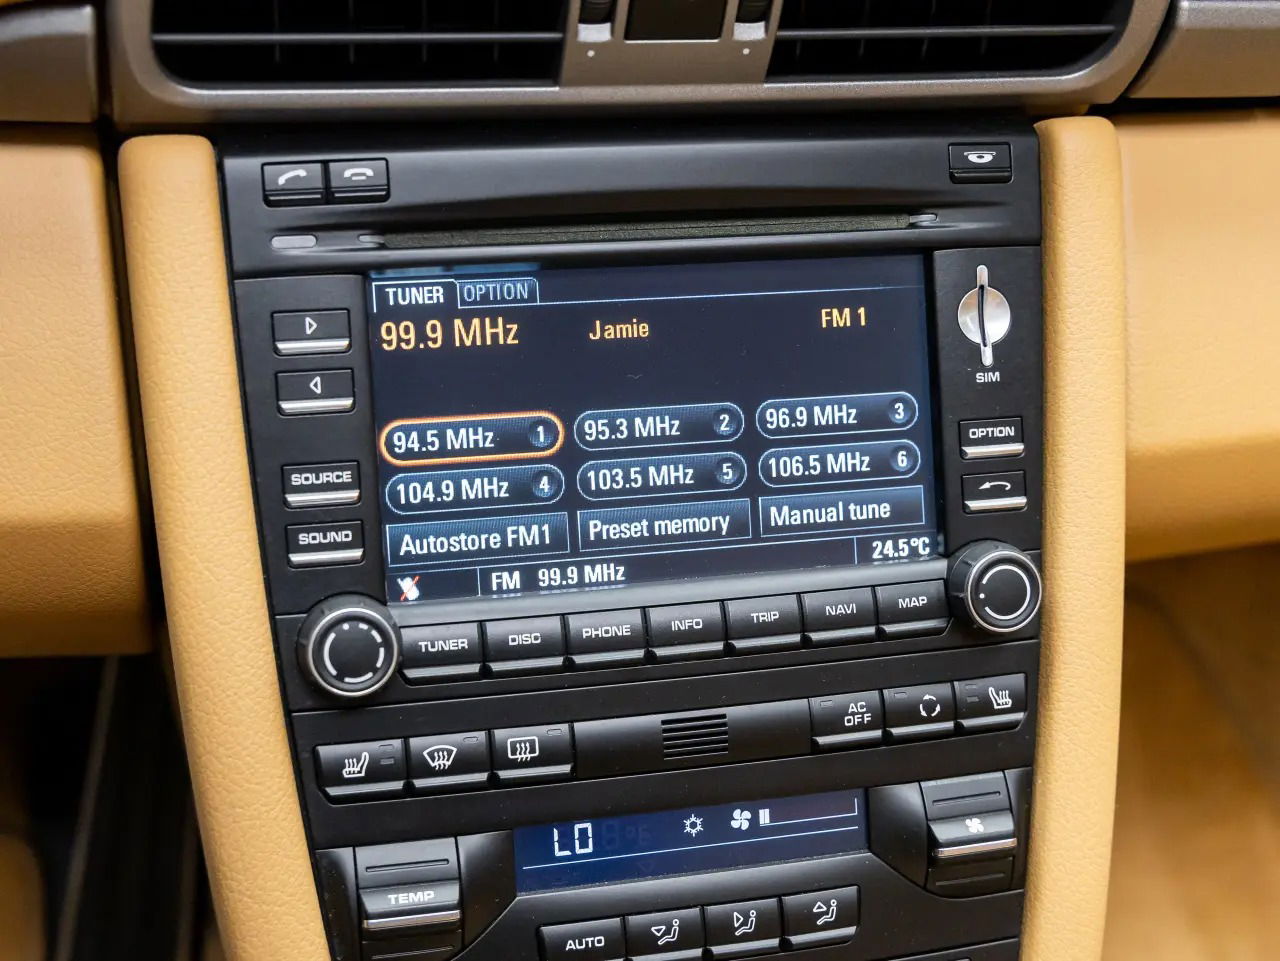 TUNER OPTION
99.9 MHz Jamie FM 1
SIM
94.5 MHz 1 95.3 MHz 2 96.9 MHz 3
OPTION
104.9 MHz 4 103.5 MHz 5 106.5 MHz 6
SOURCE
Autostore FM1 Preset memory Manual tune
SOUND
FM 99.9 MHz 24.5°C
TUNER DISC PHONE INFO TRIP NAVI MAP
AC
OFF
LO
TEMP
AUTO